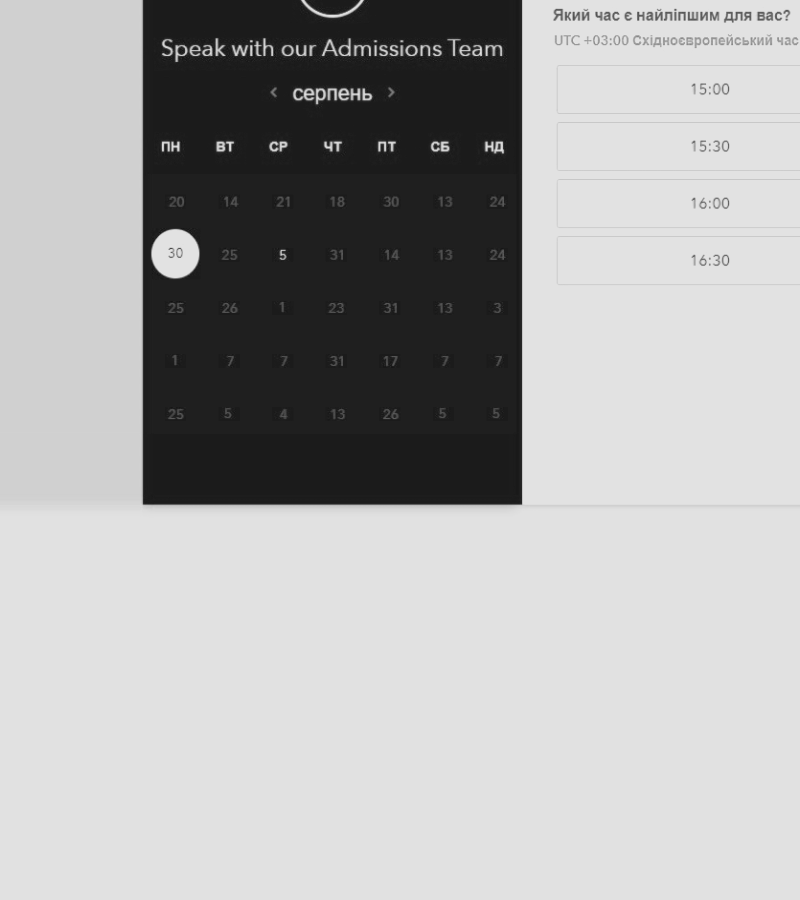 Speak with our Admissions Team
‹ серпень ›
ПН ВТ СР ЧТ ПТ СБ НД
20 14 21 18 30 13 24
30 25 5 31 14 13 24
25 26 1 23 31 13 3
1 7 7 31 17 7 7
25 5 4 13 26 5 5
Який час є найліпшим для вас?
UTC +03:00 Східноєвропейський час
15:00
15:30
16:00
16:30